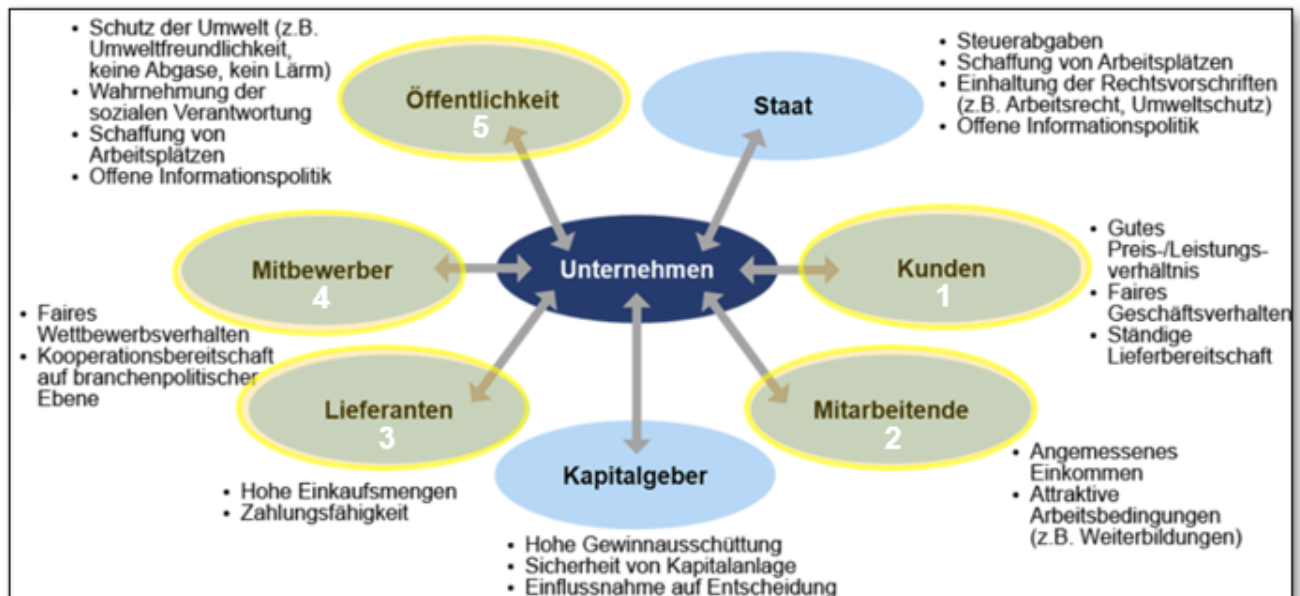 • Schutz der Umwelt (z.B.
Umweltfreundlichkeit,
keine Abgase, kein Lärm)
• Wahrnehmung der
sozialen Verantwortung
• Schaffung von
Arbeitsplätzen
• Offene Informationspolitik
Öffentlichkeit
5
Staat
• Steuerabgaben
• Schaffung von Arbeitsplätzen
• Einhaltung der Rechtsvorschriften
(z.B. Arbeitsrecht, Umweltschutz)
• Offene Informationspolitik
Mitbewerber
4
Unternehmen
Kunden
1
• Gutes
Preis-/Leistungs-
verhältnis
• Faires
Geschäftsverhalten
• Ständige
Lieferbereitschaft
• Faires
Wettbewerbsverhalten
• Kooperationsbereitschaft
auf branchenpolitischer
Ebene
Lieferanten
3
Mitarbeitende
2
Kapitalgeber
• Hohe Einkaufsmengen
• Zahlungsfähigkeit
• Angemessenes
Einkommen
• Attraktive
Arbeitsbedingungen
(z.B. Weiterbildungen)
• Hohe Gewinnausschüttung
• Sicherheit von Kapitalanlage
• Einflussnahme auf Entscheidung